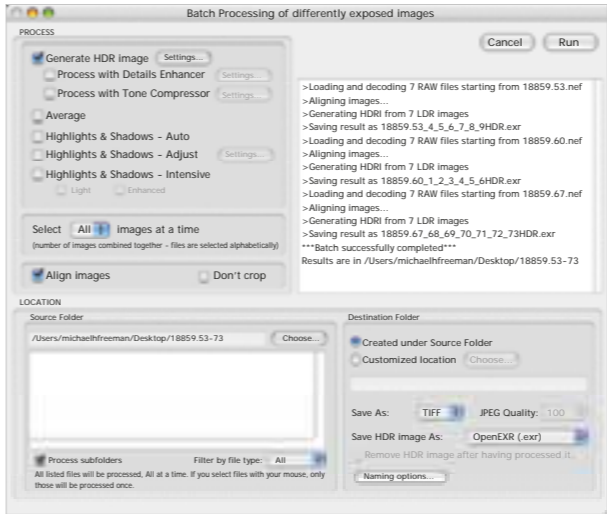 Batch Processing of differently exposed images
PROCESS
Generate HDR image Settings...
Process with Details Enhancer Settings...
Process with Tone Compressor Settings...
Average
Highlights & Shadows - Auto
Highlights & Shadows - Adjust Settings...
Highlights & Shadows - Intensive
Light Enhanced
Select All images at a time
(number of images combined together - files are selected alphabetically)
Align images Don't crop
Cancel Run
>Loading and decoding 7 RAW files starting from 18859.53.nef
>Aligning images...
>Generating HDRI from 7 LDR images
>Saving result as 18859.53_4_5_6_7_8_9HDR.exr
>Loading and decoding 7 RAW files starting from 18859.60.nef
>Aligning images...
>Generating HDRI from 7 LDR images
>Saving result as 18859.60_1_2_3_4_5_6HDR.exr
>Loading and decoding 7 RAW files starting from 18859.67.nef
>Aligning images...
>Generating HDRI from 7 LDR images
>Saving result as 18859.67_68_69_70_71_72_73HDR.exr
***Batch successfully completed***
Results are in /Users/michaelhfreeman/Desktop/18859.53-73
LOCATION
Source Folder
/Users/michaelhfreeman/Desktop/18859.53-73 Choose...
Process subfolders Filter by file type: All
All listed files will be processed, All at a time. If you select files with your mouse, only
those will be processed once.
Destination Folder
Created under Source Folder
Customized location Choose...
Save As: TIFF JPEG Quality: 100
Save HDR image As: OpenEXR (.exr)
Remove HDR image after having processed it.
Naming options...